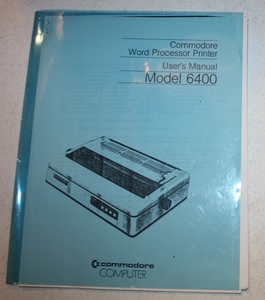 Commodore
Word Processor Printer
User's Manual
Model 6400
commodore
COMPUTER